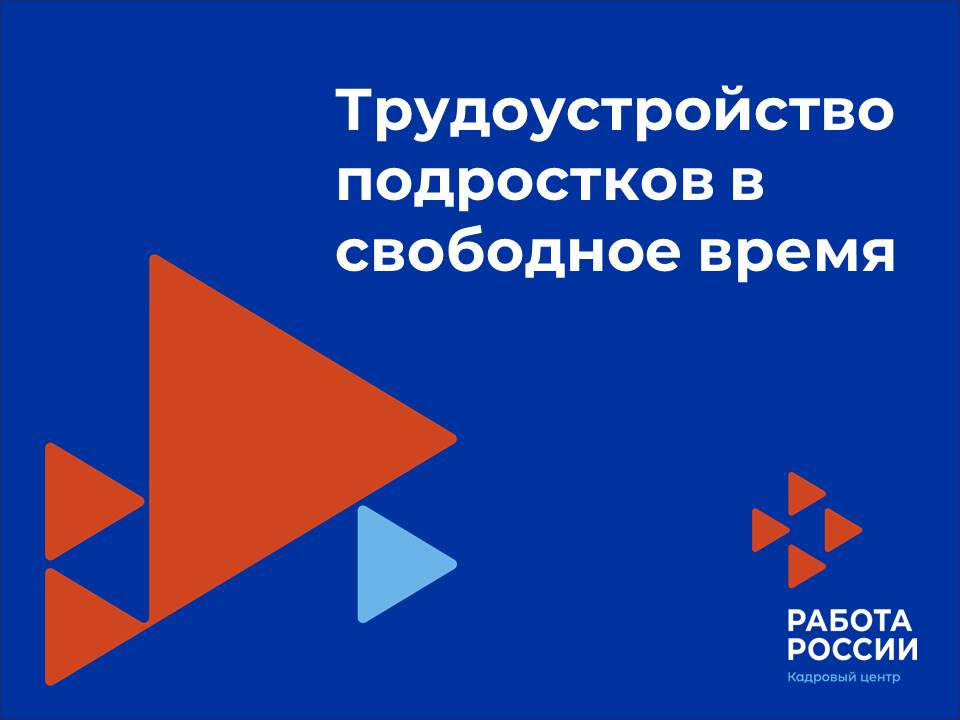 Трудоустройство
подростков в
свободное время
РАБОТА
РОССИИ
Кадровый центр